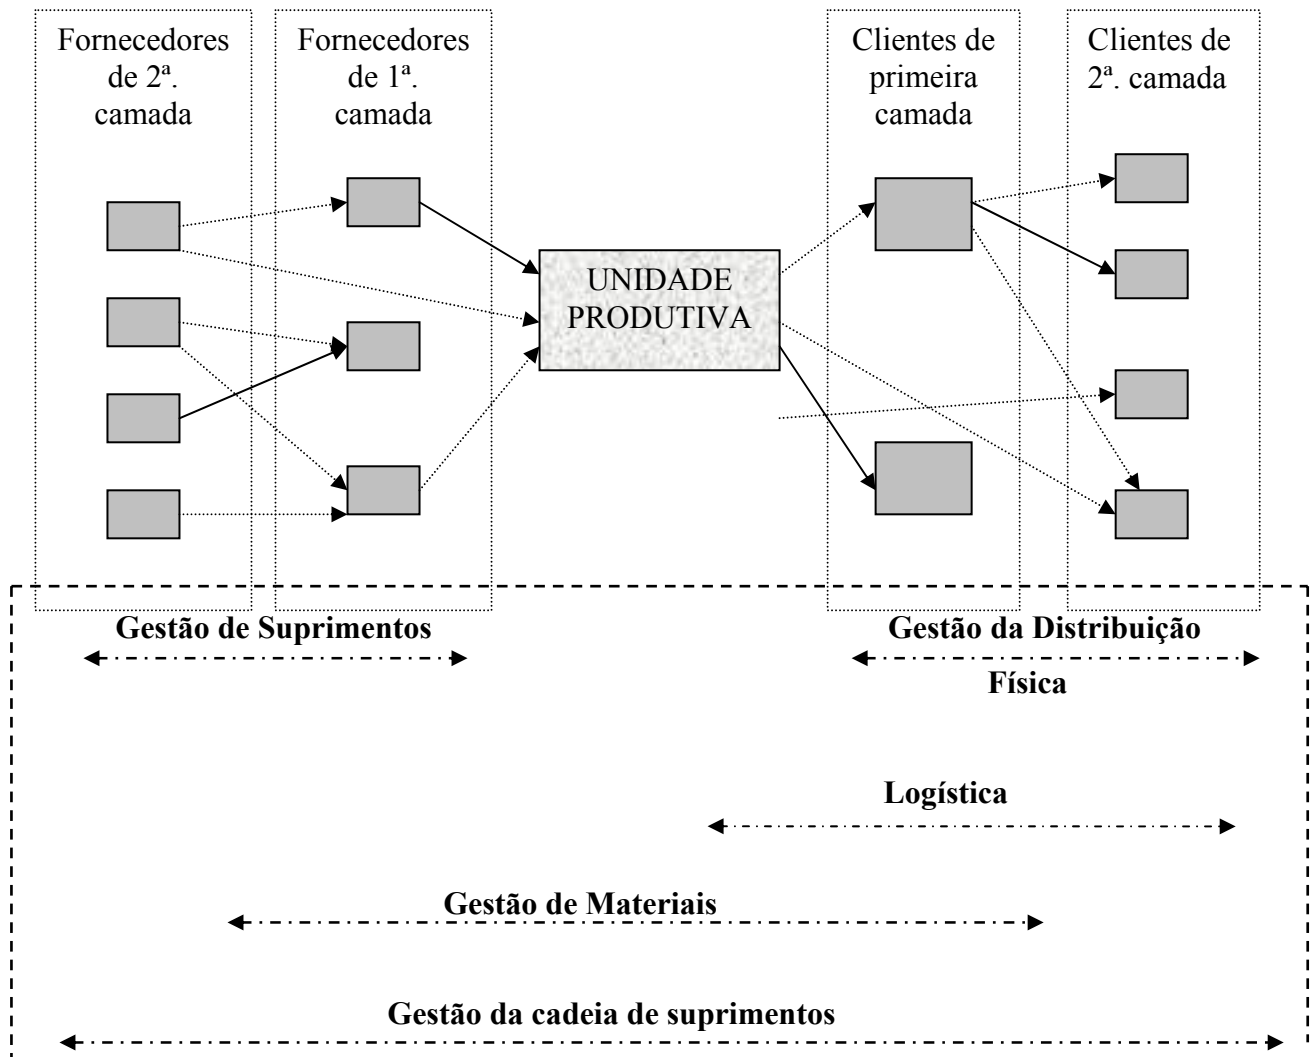 Fornecedores
de 2ª.
camada
Fornecedores
de 1ª.
camada
Clientes de
primeira
camada
Clientes de
2ª. camada
UNIDADE
PRODUTIVA
Gestão de Suprimentos
Gestão da Distribuição
Física
Logística
Gestão de Materiais
Gestão da cadeia de suprimentos